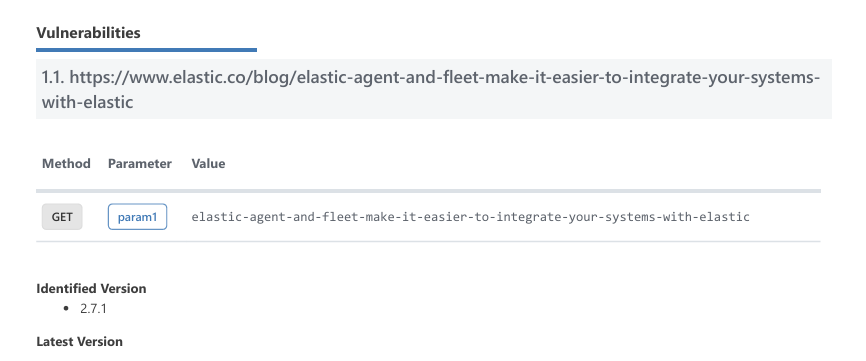 Vulnerabilities
1.1. https://www.elastic.co/blog/elastic-agent-and-fleet-make-it-easier-to-integrate-your-systems-
with-elastic
Method Parameter Value
GET param1 elastic-agent-and-fleet-make-it-easier-to-integrate-your-systems-with-elastic
Identified Version
• 2.7.1
Latest Version